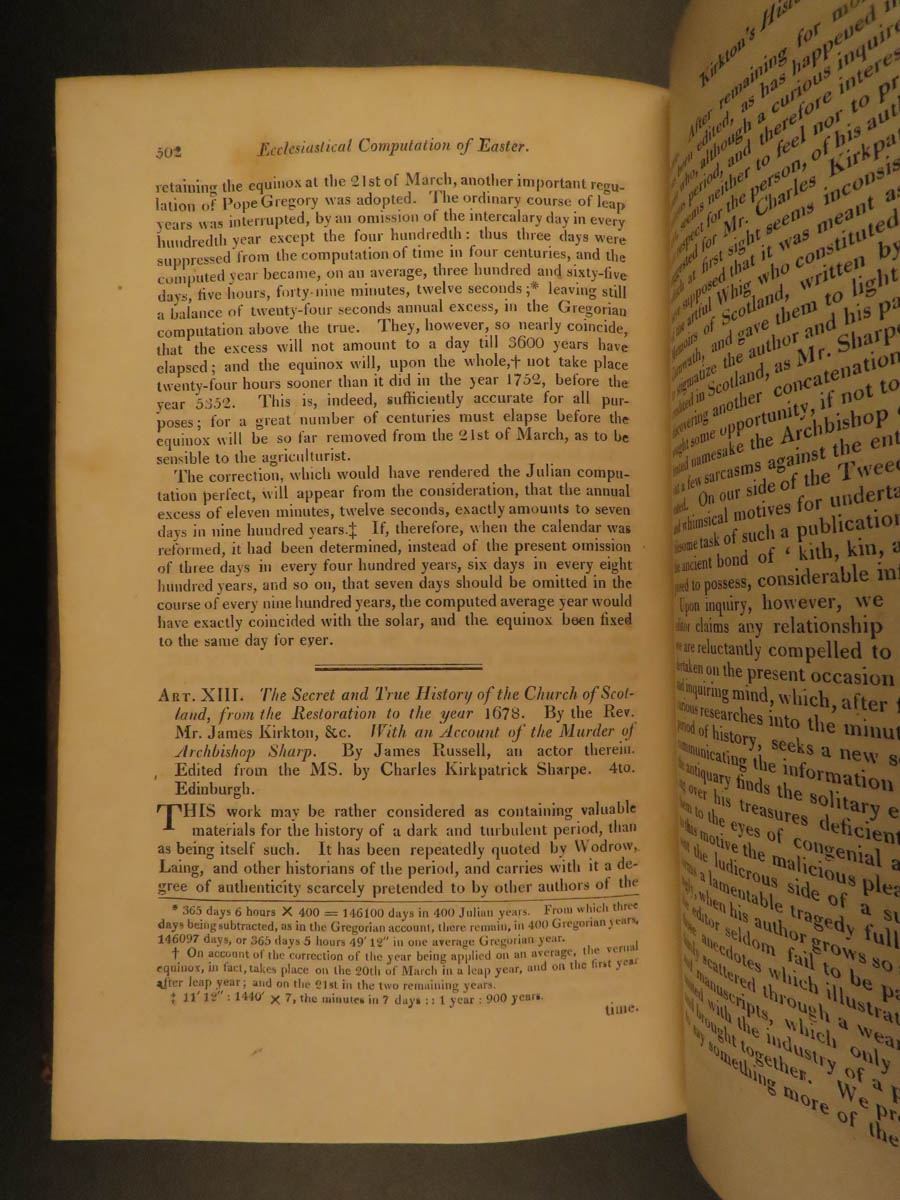 502
Ecclesiastical Computation of Easter.
retaining the equinox at the 21st of March, another important regu-
lation of Pope Gregory was adopted. The ordinary course of leap
years was interrupted, by an omission of the intercalary day in every
hundredth year except the four hundredth: thus three days were
suppressed from the computation of time in four centuries, and the
computed year became, on an average, three hundred and sixty-five
days, five hours, forty-nine minutes, twelve seconds;* leaving still
a balance of twenty-four seconds annual excess, in the Gregorian
computation above the true. They, however, so nearly coincide,
that the excess will not amount to a day till 3600 years have
elapsed; and the equinox will, upon the whole,† not take place
twenty-four hours sooner than it did in the year 1752, before the
year 5352. This is, indeed, sufficiently accurate for all pur-
poses; for a great number of centuries must elapse before the
equinox will be so far removed from the 21st of March, as to be
sensible to the agriculturist.
The correction, which would have rendered the Julian compu-
tation perfect, will appear from the consideration, that the annual
excess of eleven minutes, twelve seconds, exactly amounts to seven
days in nine hundred years.‡ If, therefore, when the calendar was
reformed, it had been determined, instead of the present omission
of three days in every four hundred years, six days in every eight
hundred years, and so on, that seven days should be omitted in the
course of every nine hundred years, the computed average year would
have exactly coincided with the solar, and the equinox been fixed
to the same day for ever.
ART. XIII. The Secret and True History of the Church of Scot-
land, from the Restoration to the year 1678. By the Rev.
Mr. James Kirkton, &c. With an Account of the Murder of
Archbishop Sharp. By James Russell, an actor therein.
Edited from the MS. by Charles Kirkpatrick Sharpe. 4to.
Edinburgh.
THIS work may be rather considered as containing valuable
materials for the history of a dark and turbulent period, than
as being itself such. It has been repeatedly quoted by Wodrow,
Laing, and other historians of the period, and carries with it a de-
gree of authenticity scarcely pretended to by other authors of the
* 365 days 6 hours × 400 = 146100 days in 400 Julian years. From which three
days being subtracted, as in the Gregorian account, there remain, in 400 Gregorian years,
146097 days, or 365 days 5 hours 49' 12" in one average Gregorian year.
† On account of the correction of the year being applied on an average, the vernal
equinox, in fact, takes place on the 20th of March in a leap year, and on the first year
after leap year; and on the 21st in the two remaining years.
‡ 11' 12" : 1440' × 7, the minutes in 7 days :: 1 year : 900 years.
time.
Kirkton's Hist
After remaining for mo
edited, as has happened in
who, although a curious inquire
period, and therefore interes
seems neither to feel nor to pr
respect for the person, of his auth
for Mr. Charles Kirkpat
at first sight seems inconsis
supposed that it was meant as
artful Whig who constituted
of Scotland, written by
and gave them to light
stigmatize the author and his pa
in Scotland, as Mr. Sharpe
discovering another concatenation
some opportunity, if not to
namesake the Archbishop
a few sarcasms against the ent
On our side of the Tweed
and whimsical motives for underta
task of such a publication
the ancient bond of ' kith, kin, a
to possess, considerable inf
Upon inquiry, however, we
editor claims any relationship
we are reluctantly compelled to
on the present occasion
and inquiring mind, which, after
researches into the minut
period of history, seeks a new s
communicating the information
the antiquary finds the solitary e
over his treasures deficient
them to the eyes of congenial a
this motive the malicious plea
the ludicrous side of a su
a lamentable tragedy full
when his author grows so
editor seldom fail to be pa
anecdotes which illustrat
scattered through a wear
manuscripts, which only
with the industry of a p
brought together. We pre
say something more of the